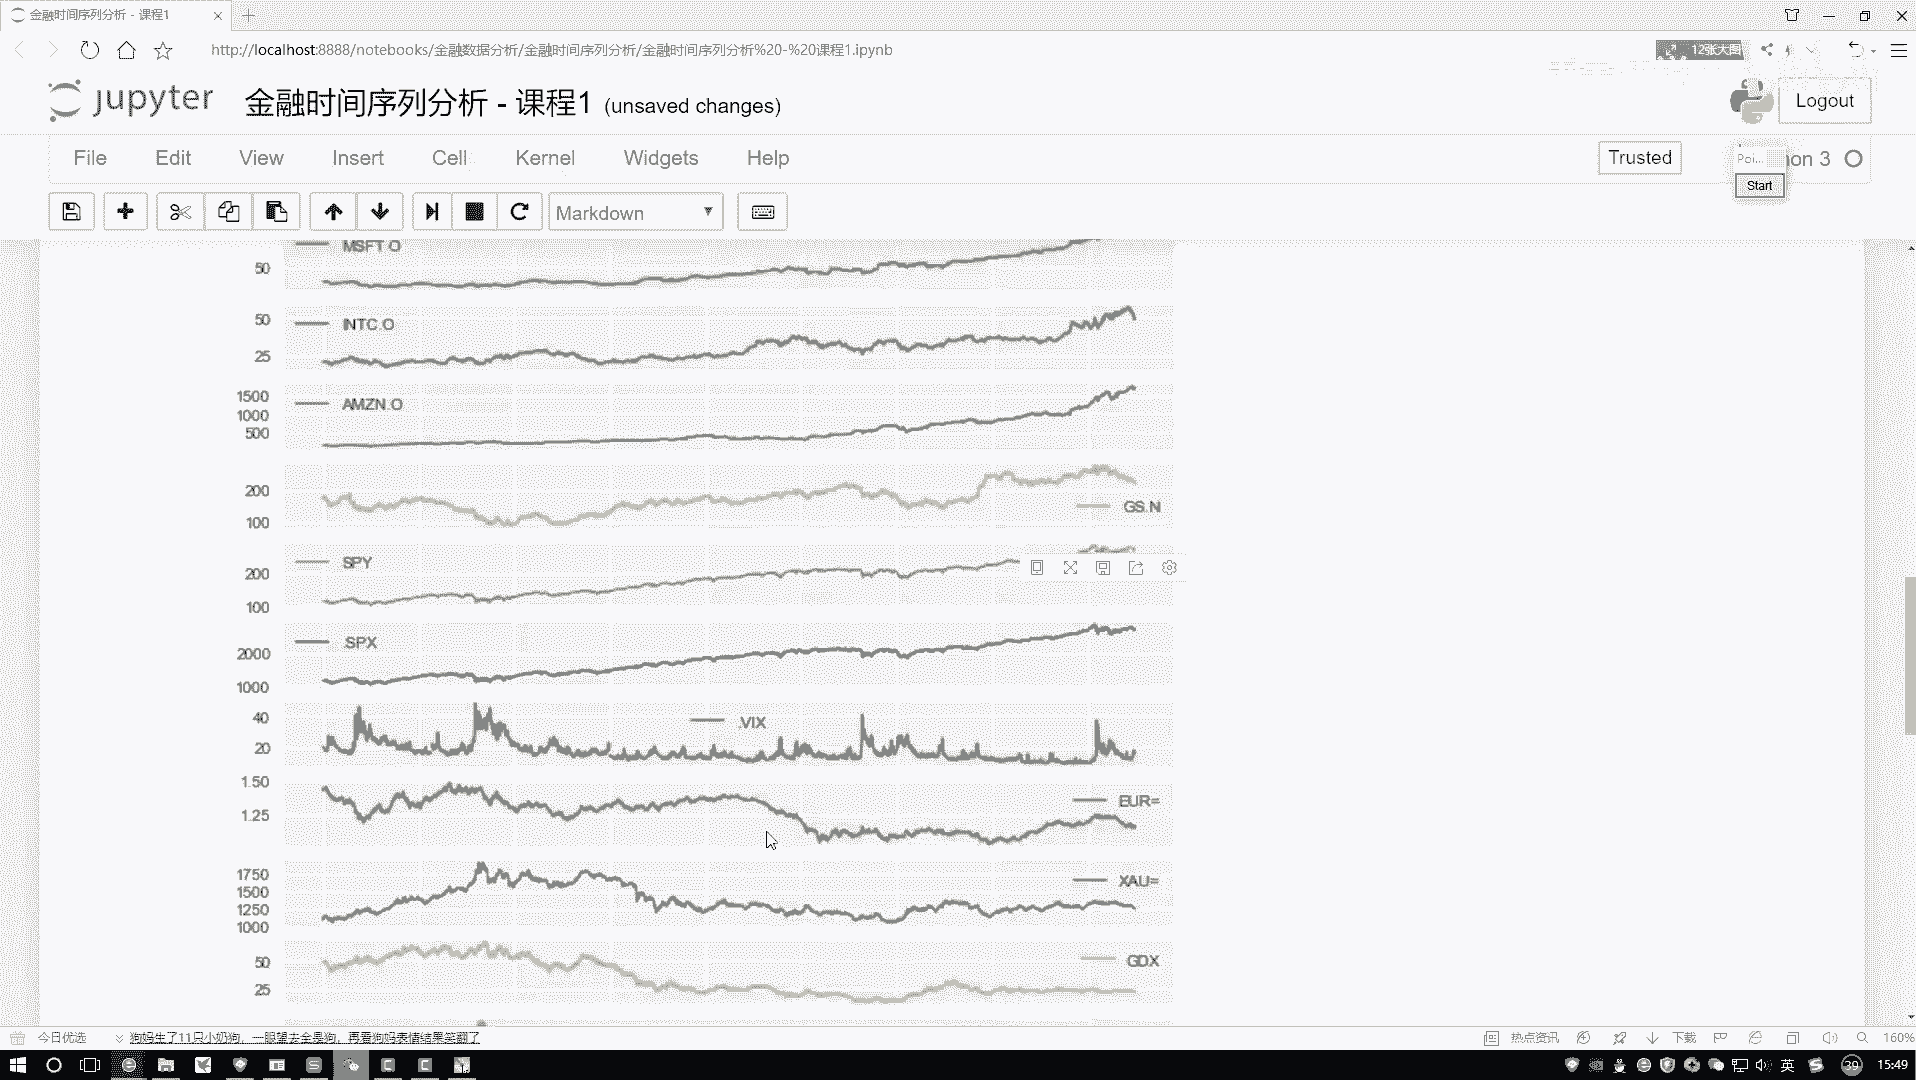 金融时间序列分析 - 课程1
http://localhost:8888/notebooks/金融数据分析/金融时间序列分析/金融时间序列分析%20-%20课程1.ipynb
12张大图
jupyter 金融时间序列分析 - 课程1 (unsaved changes)
Logout
File Edit View Insert Cell Kernel Widgets Help
Trusted
Poi... on 3
Start
Markdown
MSFT.O
50
50
INTC.O
25
1500
AMZN.O
1000
500
200
GS.N
100
SPY
200
100
.SPX
2000
1000
40
.VIX
20
1.50
EUR=
1.25
1750
XAU=
1500
1250
1000
50
GDX
25
今日优选
狗妈生了11只小奶狗,一眼望去全是狗,再看狗妈表情结果笑翻了
热点资讯
下载
160%
英
39
15:49